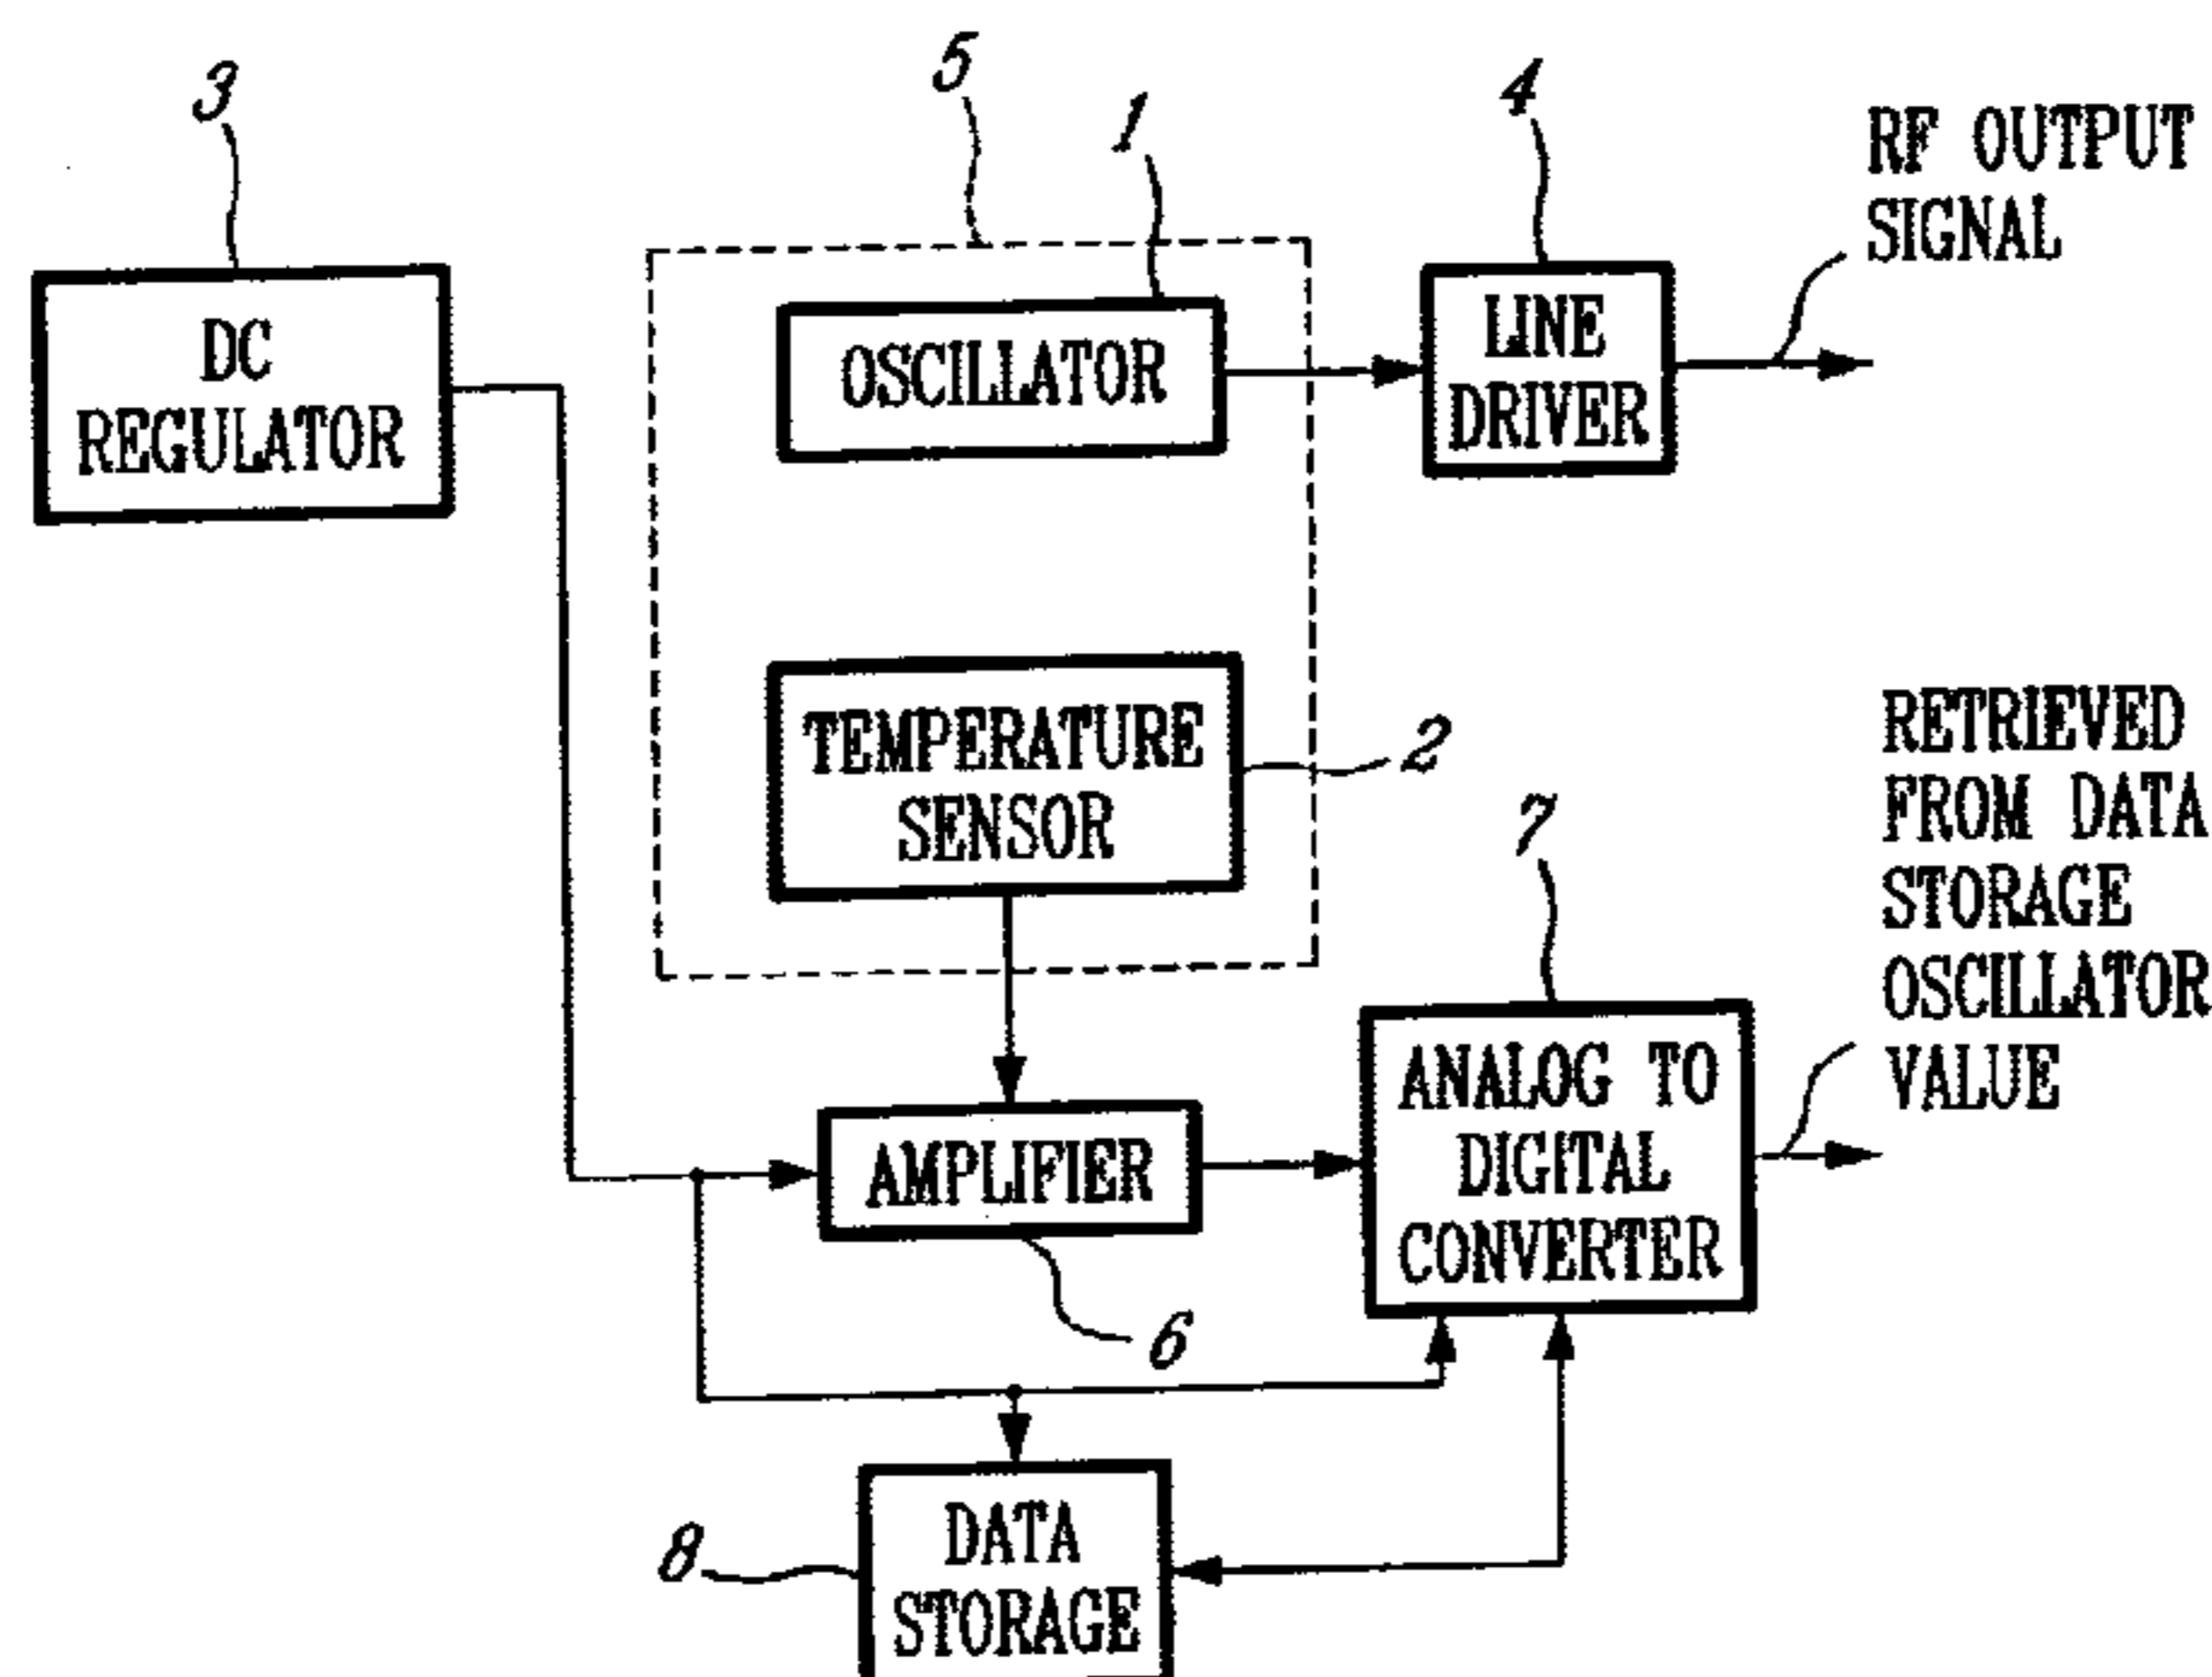 3
5
1
4
RF OUTPUT
SIGNAL
DC
REGULATOR
OSCILLATOR
LINE
DRIVER
TEMPERATURE
SENSOR
2
7
RETRIEVED
FROM DATA
STORAGE
OSCILLATOR
VALUE
ANALOG TO
DIGITAL
CONVERTER
AMPLIFIER
6
8
DATA
STORAGE